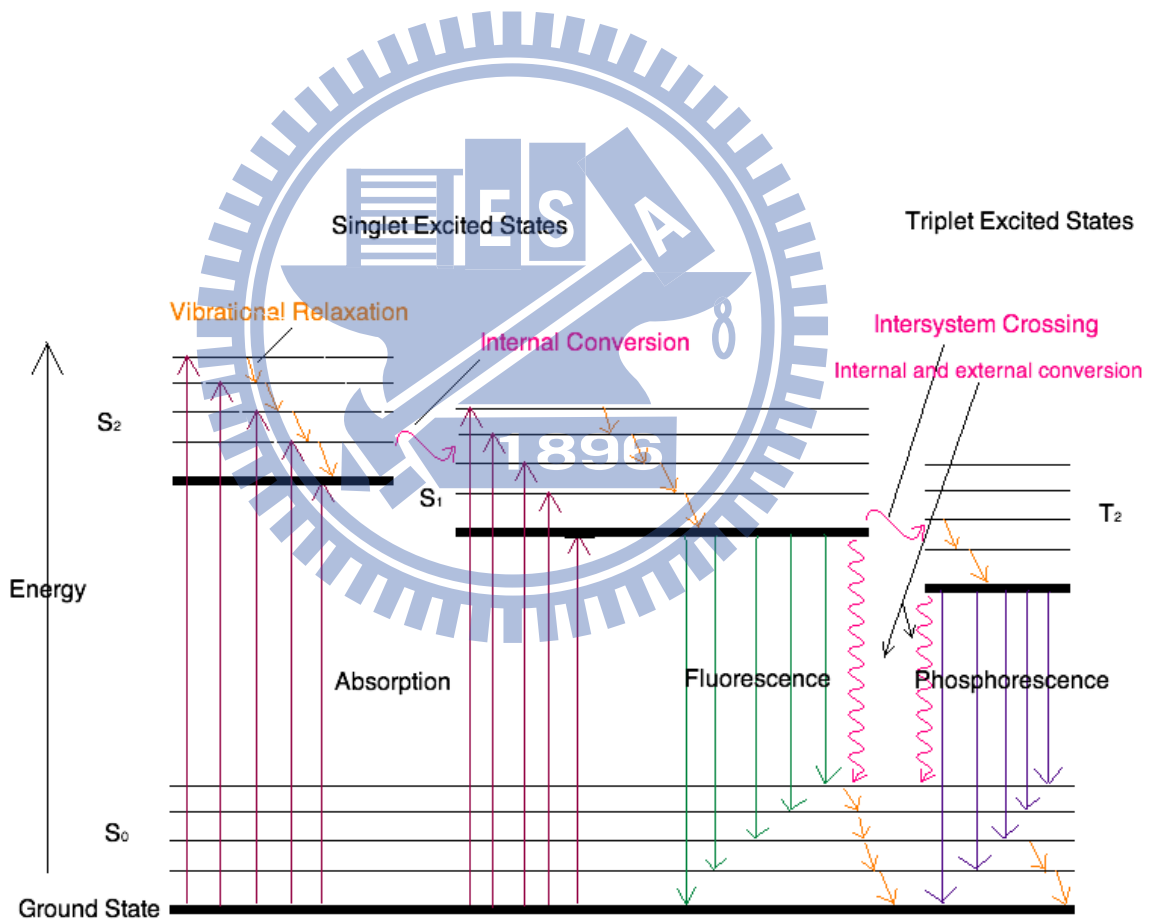 E S A
Singlet Excited States
Triplet Excited States
8
Vibrational Relaxation
Internal Conversion
Intersystem Crossing
Internal and external conversion
S₂
1896
S₁
T₂
Energy
Absorption
Fluorescence
Phosphorescence
S₀
Ground State